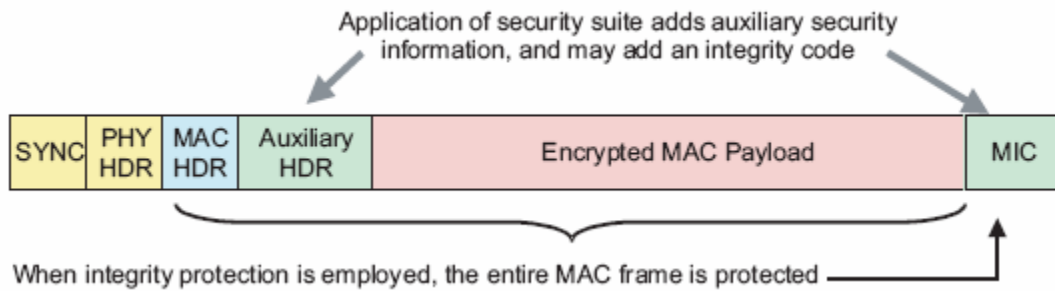 Application of security suite adds auxiliary security
information, and may add an integrity code
SYNC
PHY
HDR
MAC
HDR
Auxiliary
HDR
Encrypted MAC Payload
MIC
When integrity protection is employed, the entire MAC frame is protected